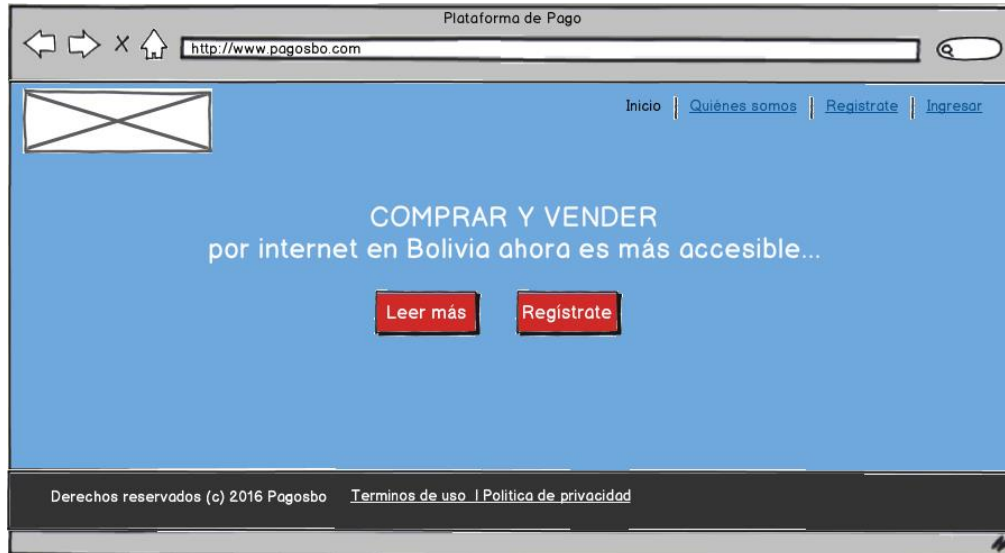 Plataforma de Pago
http://www.pagosbo.com
Inicio | Quiénes somos | Registrate | Ingresar
COMPRAR Y VENDER
por internet en Bolivia ahora es más accesible...
Leer más Regístrate
Derechos reservados (c) 2016 Pagosbo Terminos de uso | Politica de privacidad